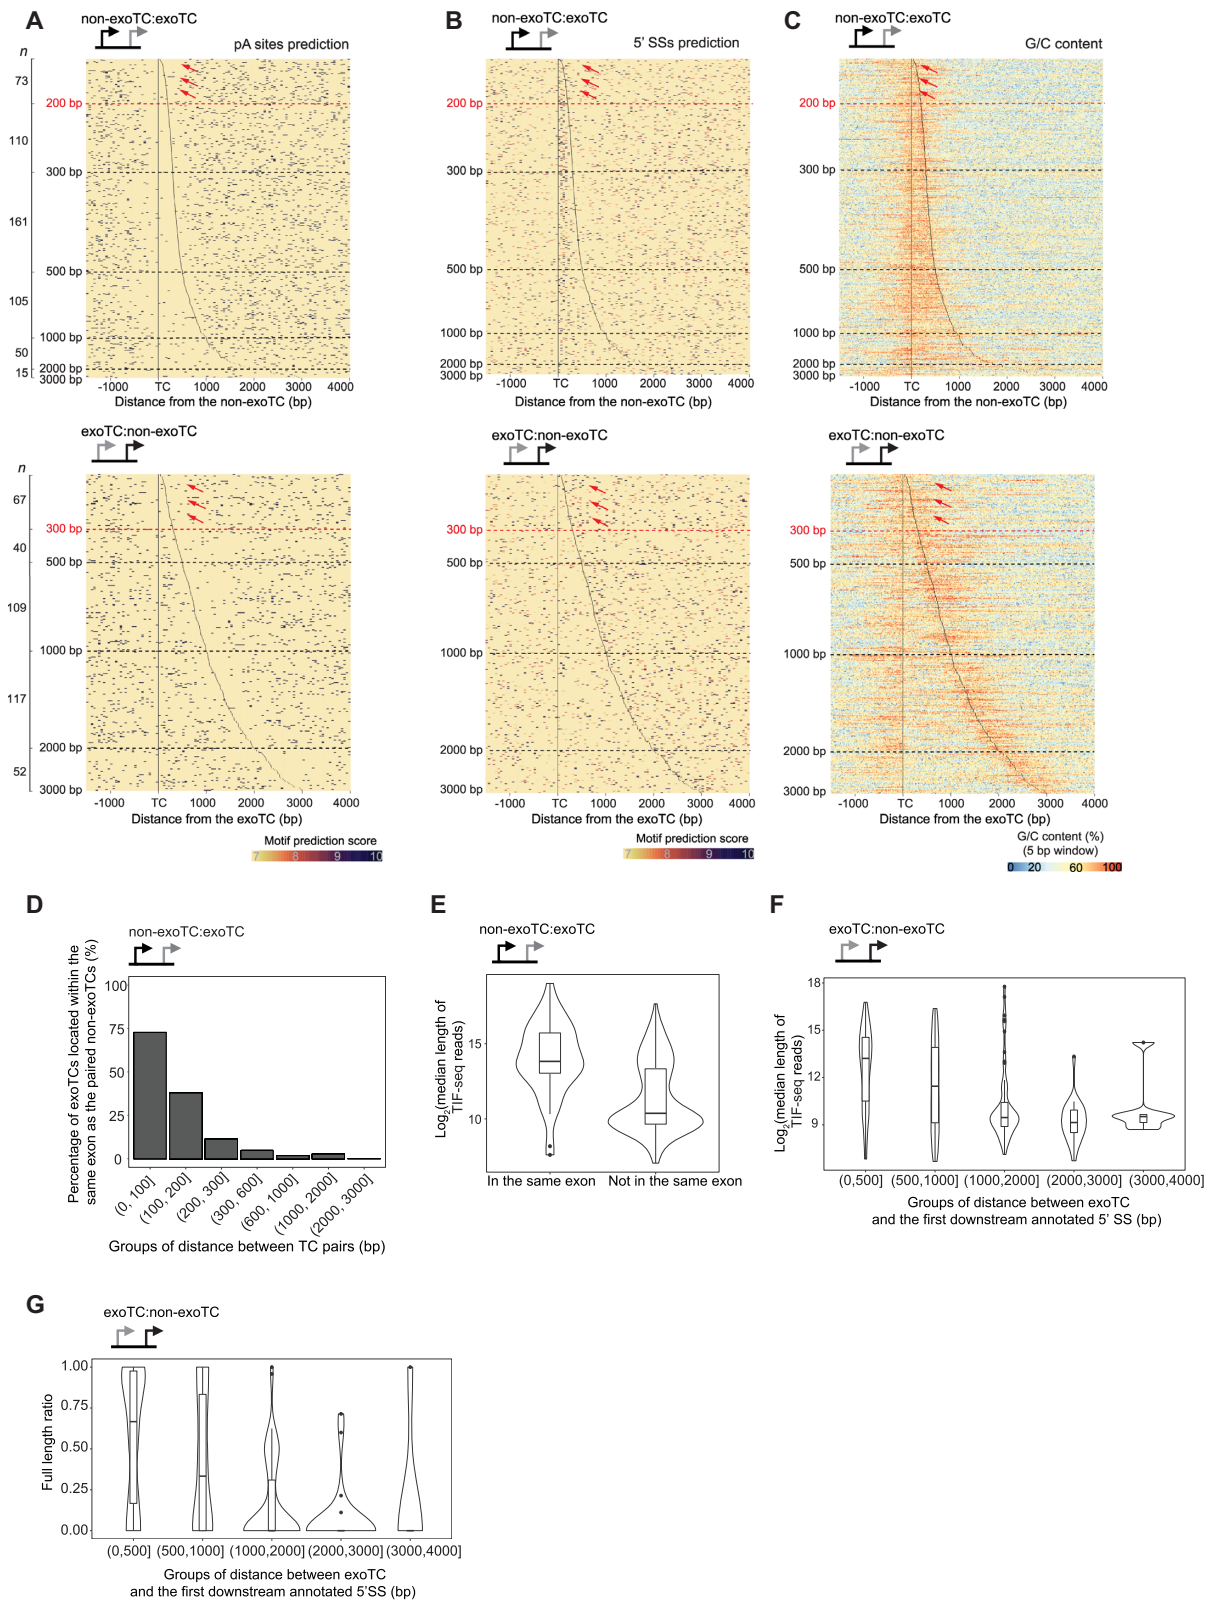 A
non-exoTC:exoTC
pA sites prediction
n
73
200 bp
110
300 bp
161
500 bp
105
1000 bp
50
2000 bp
15
3000 bp
-1000 TC 1000 2000 3000 4000
Distance from the non-exoTC (bp)
exoTC:non-exoTC
n
67
300 bp
40
500 bp
109
1000 bp
117
2000 bp
52
3000 bp
-1000 TC 1000 2000 3000 4000
Distance from the exoTC (bp)
Motif prediction score
7 8 9 10
B
non-exoTC:exoTC
5' SSs prediction
200 bp
300 bp
500 bp
1000 bp
2000 bp
3000 bp
-1000 TC 1000 2000 3000 4000
Distance from the non-exoTC (bp)
exoTC:non-exoTC
300 bp
500 bp
1000 bp
2000 bp
3000 bp
-1000 TC 1000 2000 3000 4000
Distance from the exoTC (bp)
Motif prediction score
7 8 9 10
C
non-exoTC:exoTC
G/C content
200 bp
300 bp
500 bp
1000 bp
2000 bp
3000 bp
-1000 TC 1000 2000 3000 4000
Distance from the non-exoTC (bp)
exoTC:non-exoTC
300 bp
500 bp
1000 bp
2000 bp
3000 bp
-1000 TC 1000 2000 3000 4000
Distance from the exoTC (bp)
G/C content (%)
(5 bp window)
0 20 60 100
D
non-exoTC:exoTC
Percentage of exoTCs located within the
same exon as the paired non-exoTCs (%)
100
75
50
25
0
(0, 100]
(100, 200]
(200, 300]
(300, 600]
(600, 1000]
(1000, 2000]
(2000, 3000]
Groups of distance between TC pairs (bp)
E
non-exoTC:exoTC
Log2(median length of
TIF-seq reads)
15
10
In the same exon Not in the same exon
F
exoTC:non-exoTC
Log2(median length of
TIF-seq reads)
18
15
12
9
(0,500] (500,1000] (1000,2000] (2000,3000] (3000,4000]
Groups of distance between exoTC
and the first downstream annotated 5' SS (bp)
G
exoTC:non-exoTC
Full length ratio
1.00
0.75
0.50
0.25
0.00
(0,500] (500,1000] (1000,2000] (2000,3000] (3000,4000]
Groups of distance between exoTC
and the first downstream annotated 5'SS (bp)